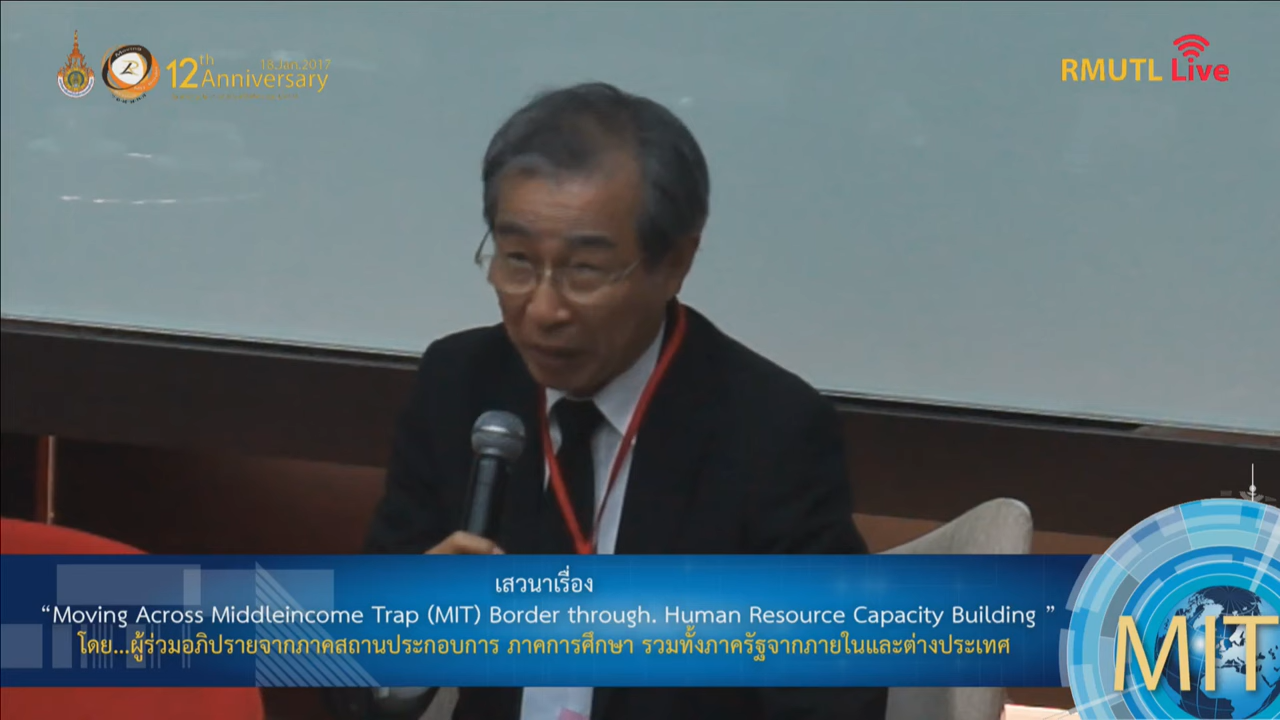 18.Jan.2017
12th Anniversary
RMUTL Live
เสวนาเรื่อง
“Moving Across Middleincome Trap (MIT) Border through. Human Resource Capacity Building ”
โดย...ผู้ร่วมอภิปรายจากภาคสถานประกอบการ ภาคการศึกษา รวมทั้งภาครัฐจากภายในและต่างประเทศ
MIT